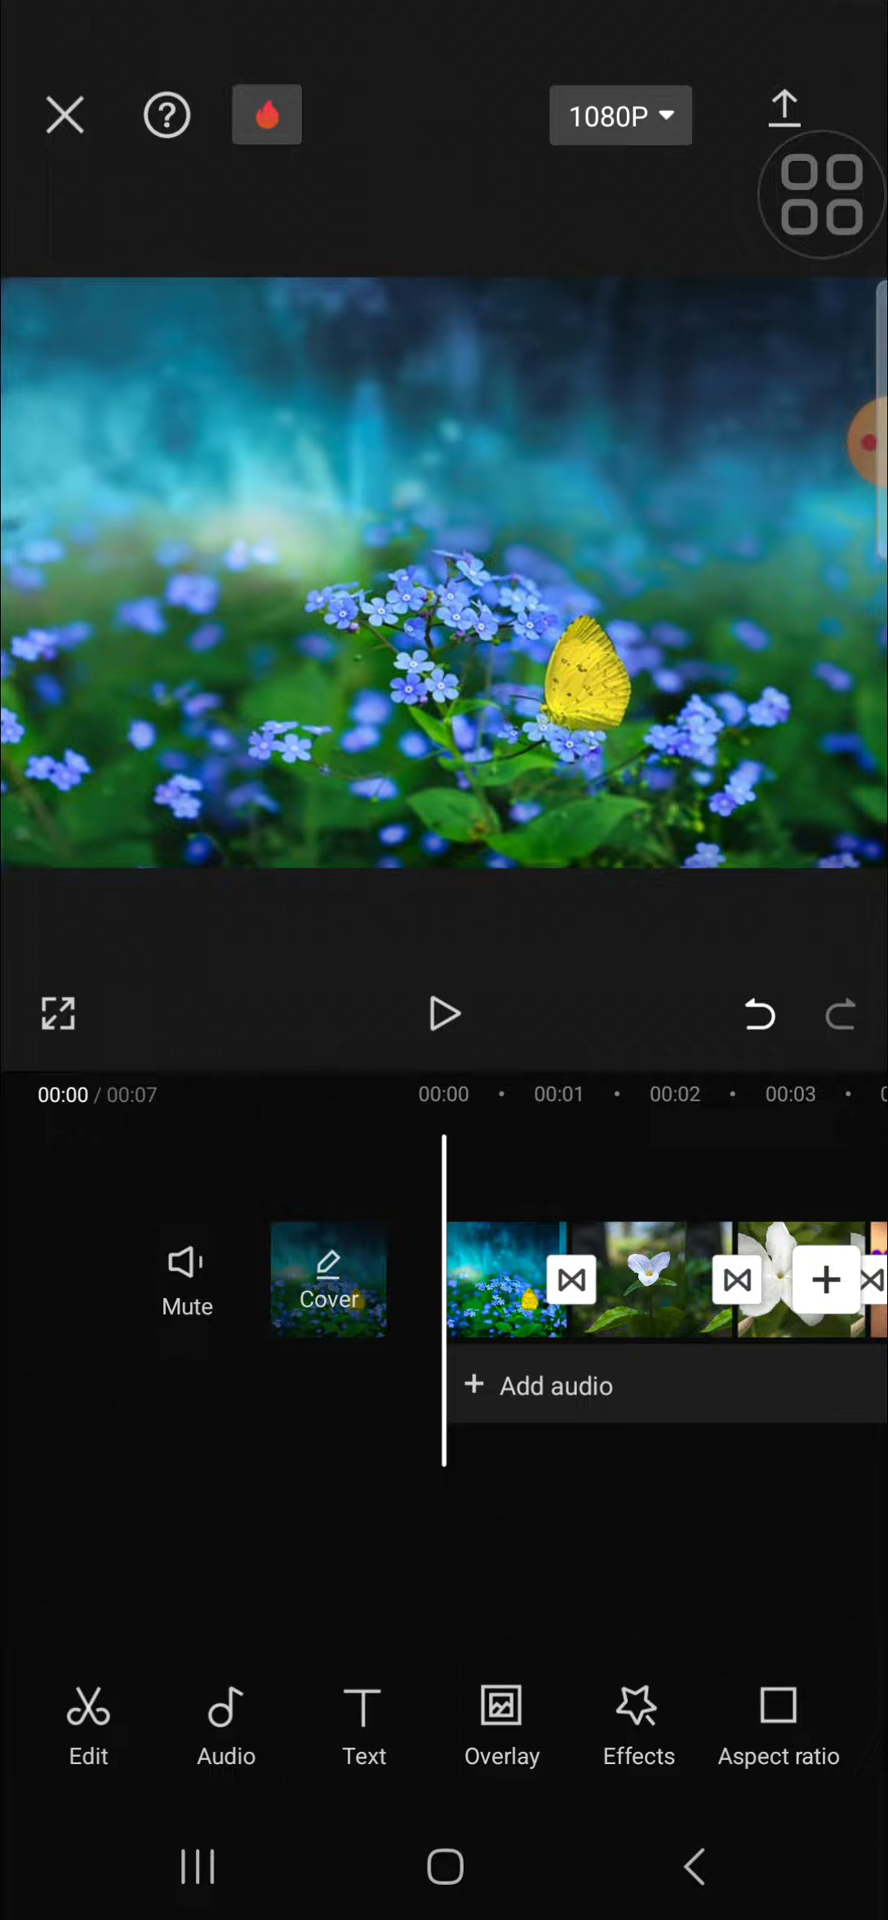 1080P
00:00 / 00:07
00:00 00:01 00:02 00:03
Mute
Cover
+ Add audio
Edit Audio Text Overlay Effects Aspect ratio